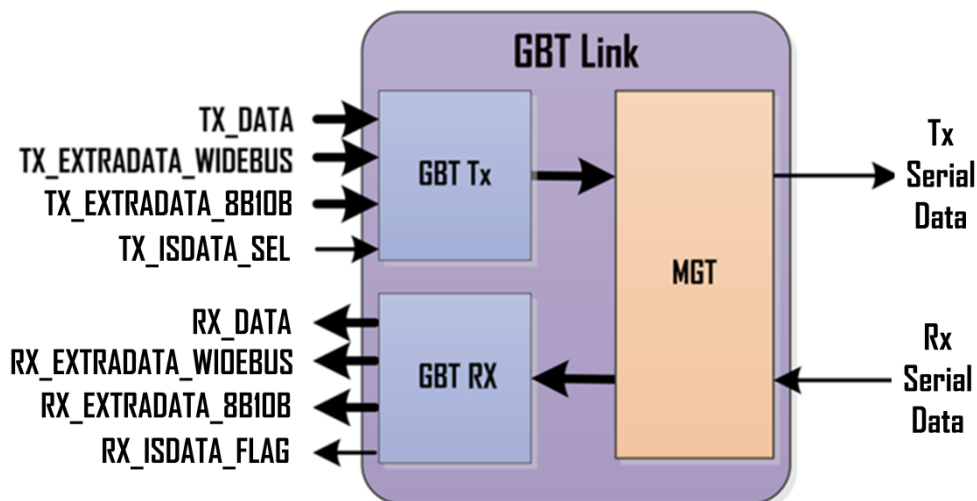 GBT Link
TX_DATA
TX_EXTRADATA_WIDEBUS
TX_EXTRADATA_8B10B
TX_ISDATA_SEL
GBT Tx
MGT
Tx
Serial
Data
RX_DATA
RX_EXTRADATA_WIDEBUS
RX_EXTRADATA_8B10B
RX_ISDATA_FLAG
GBT RX
Rx
Serial
Data